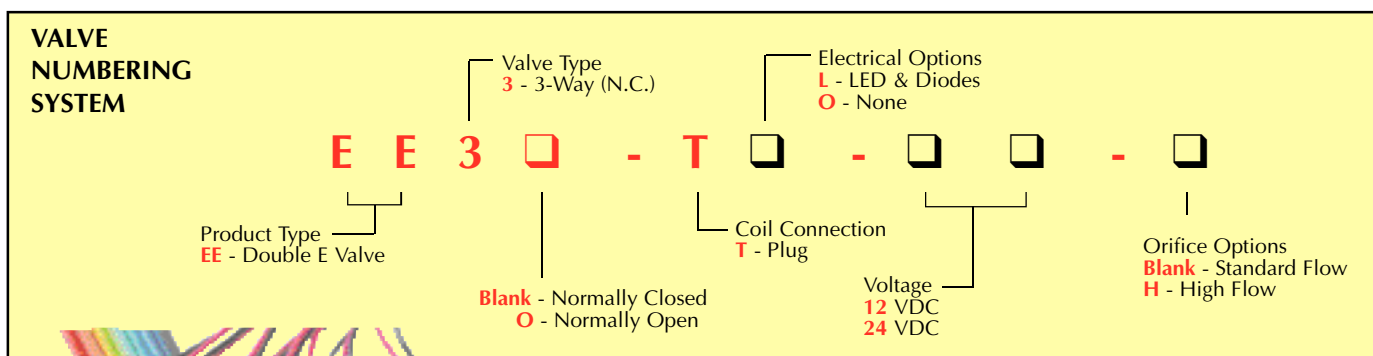 VALVE
NUMBERING
SYSTEM
Valve Type
3 - 3-Way (N.C.)
Electrical Options
L - LED & Diodes
O - None
E E 3 ❑ - T ❑ - ❑ ❑ - ❑
Product Type
EE - Double E Valve
Blank - Normally Closed
O - Normally Open
Coil Connection
T - Plug
Voltage
12 VDC
24 VDC
Orifice Options
Blank - Standard Flow
H - High Flow